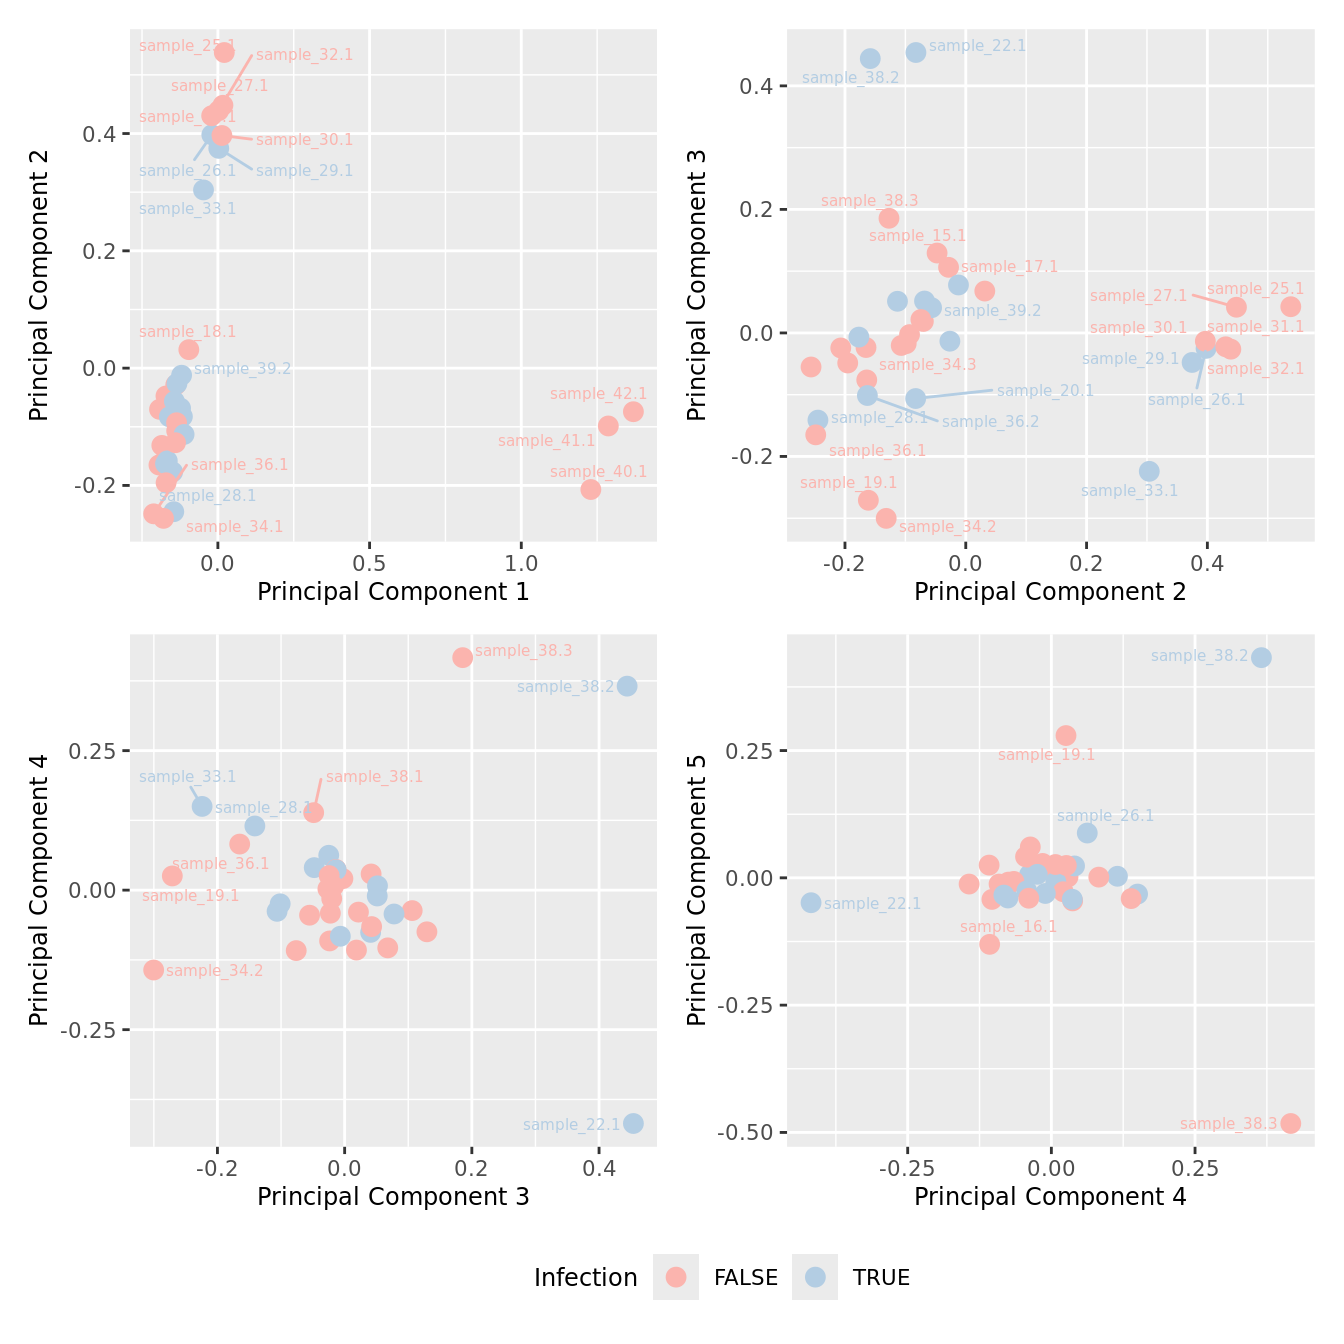 sample_25.1
sample_32.1
sample_27.1
sample_30.1
sample_26.1
sample_29.1
sample_33.1
sample_18.1
sample_39.2
sample_42.1
sample_41.1
sample_40.1
sample_36.1
sample_28.1
sample_34.1
0.4
0.2
0.0
-0.2
0.0
0.5
1.0
Principal Component 2
Principal Component 1
sample_22.1
sample_38.2
sample_38.3
sample_15.1
sample_17.1
sample_39.2
sample_27.1
sample_25.1
sample_30.1
sample_31.1
sample_29.1
sample_32.1
sample_26.1
sample_34.3
sample_20.1
sample_28.1
sample_36.2
sample_36.1
sample_19.1
sample_34.2
sample_33.1
0.4
0.2
0.0
-0.2
-0.2
0.0
0.2
0.4
Principal Component 3
Principal Component 2
sample_38.3
sample_38.2
sample_33.1
sample_38.1
sample_28.1
sample_36.1
sample_19.1
sample_34.2
sample_22.1
0.25
0.00
-0.25
-0.2
0.0
0.2
0.4
Principal Component 4
Principal Component 3
sample_38.2
sample_19.1
sample_26.1
sample_22.1
sample_16.1
sample_38.3
0.25
0.00
-0.25
-0.50
-0.25
0.00
0.25
Principal Component 5
Principal Component 4
Infection
FALSE
TRUE